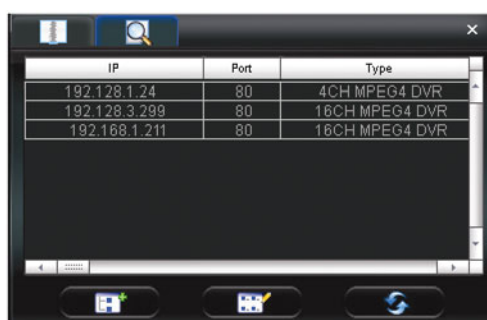 IP Port Type
192.128.1.24 80 4CH MPEG4 DVR
192.128.3.299 80 16CH MPEG4 DVR
192.168.1.211 80 16CH MPEG4 DVR